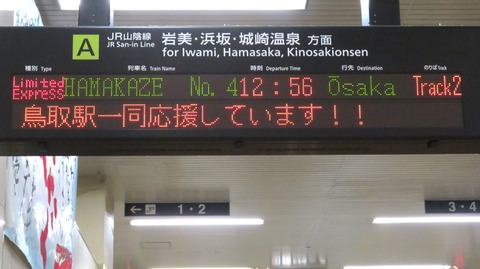 A JR山陰線 岩美・浜坂・城崎温泉 方面
JR San-in Line for Iwami, Hamasaka, Kinosakionsen
種別 Type 列車名 Train Name 時刻 Departure Time 行先 Destination のりば Track
Limited Express HAMAKAZE No. 4 12:56 Ōsaka Track2
鳥取駅一同応援しています!!
← 1・2
3・4